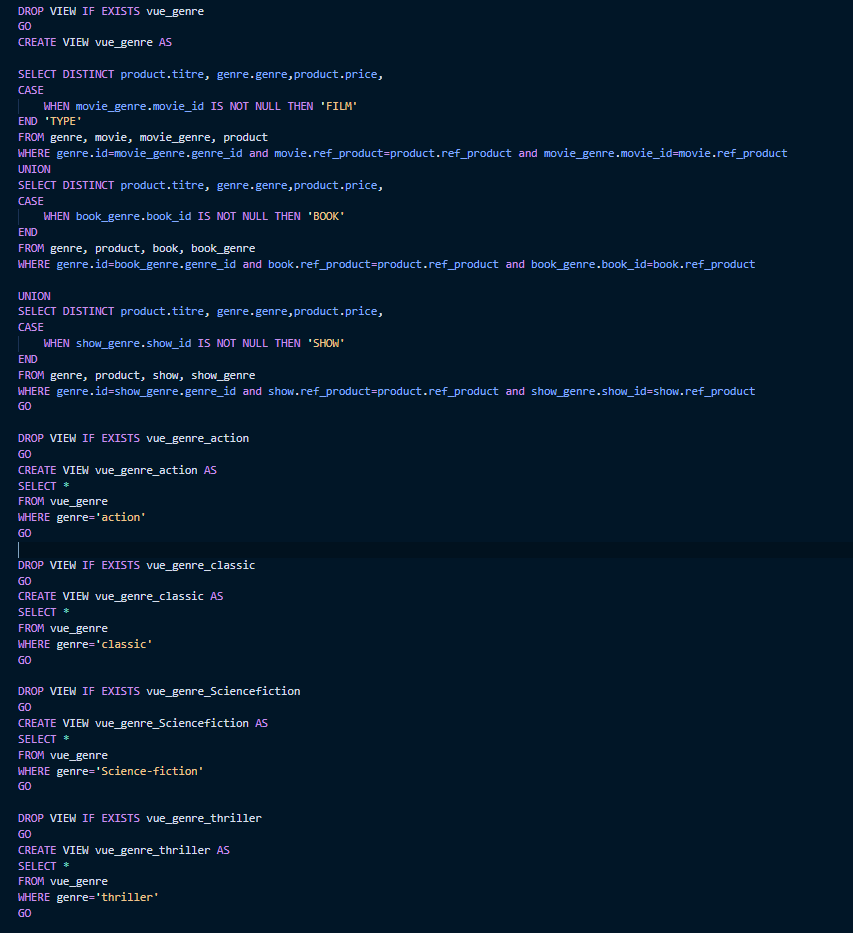 DROP VIEW IF EXISTS vue_genre
GO
CREATE VIEW vue_genre AS
SELECT DISTINCT product.titre, genre.genre,product.price,
CASE
WHEN movie_genre.movie_id IS NOT NULL THEN 'FILM'
END 'TYPE'
FROM genre, movie, movie_genre, product
WHERE genre.id=movie_genre.genre_id and movie.ref_product=product.ref_product and movie_genre.movie_id=movie.ref_product
UNION
SELECT DISTINCT product.titre, genre.genre,product.price,
CASE
WHEN book_genre.book_id IS NOT NULL THEN 'BOOK'
END
FROM genre, product, book, book_genre
WHERE genre.id=book_genre.genre_id and book.ref_product=product.ref_product and book_genre.book_id=book.ref_product
UNION
SELECT DISTINCT product.titre, genre.genre,product.price,
CASE
WHEN show_genre.show_id IS NOT NULL THEN 'SHOW'
END
FROM genre, product, show, show_genre
WHERE genre.id=show_genre.genre_id and show.ref_product=product.ref_product and show_genre.show_id=show.ref_product
GO
DROP VIEW IF EXISTS vue_genre_action
GO
CREATE VIEW vue_genre_action AS
SELECT *
FROM vue_genre
WHERE genre='action'
GO
DROP VIEW IF EXISTS vue_genre_classic
GO
CREATE VIEW vue_genre_classic AS
SELECT *
FROM vue_genre
WHERE genre='classic'
GO
DROP VIEW IF EXISTS vue_genre_Sciencefiction
GO
CREATE VIEW vue_genre_Sciencefiction AS
SELECT *
FROM vue_genre
WHERE genre='Science-fiction'
GO
DROP VIEW IF EXISTS vue_genre_thriller
GO
CREATE VIEW vue_genre_thriller AS
SELECT *
FROM vue_genre
WHERE genre='thriller'
GO